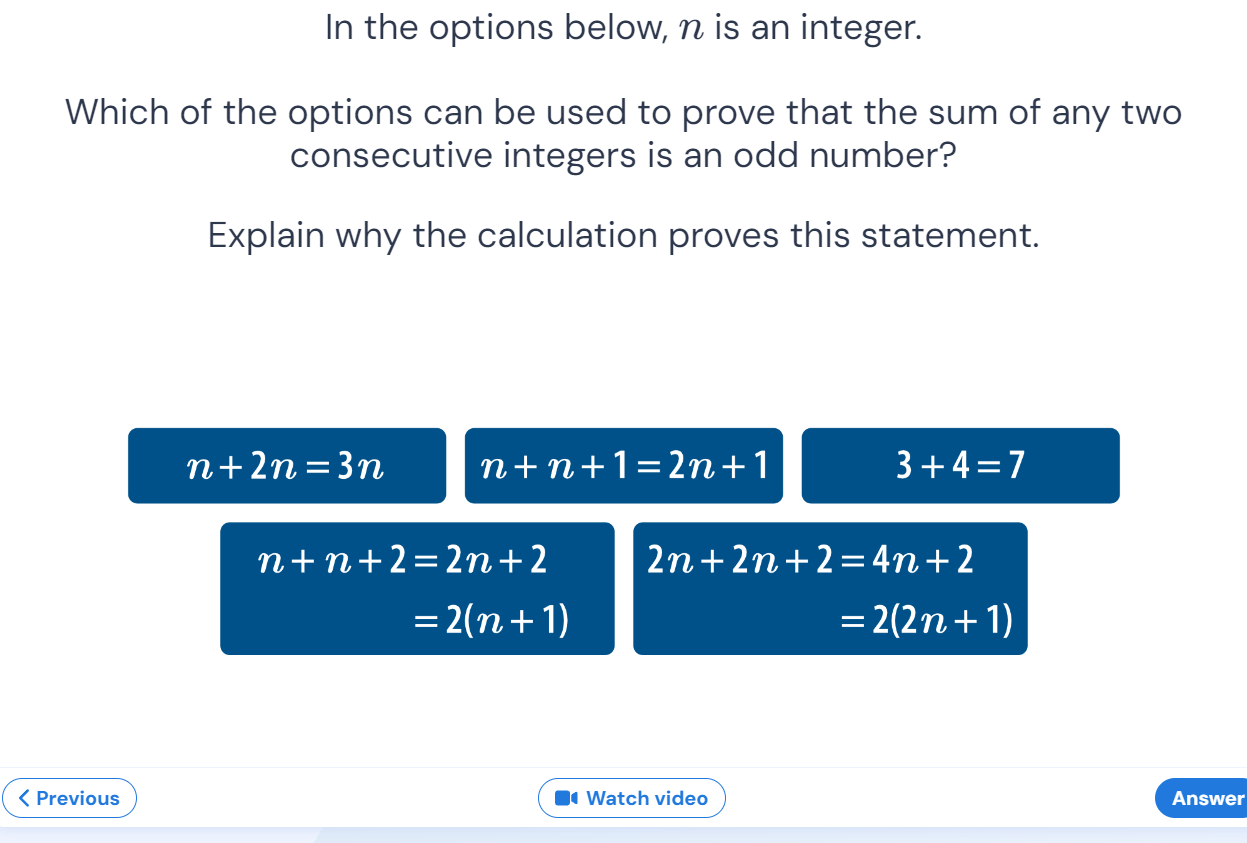 In the options below, n is an integer.
Which of the options can be used to prove that the sum of any two
consecutive integers is an odd number?
Explain why the calculation proves this statement.
n + 2n = 3n
n + n + 1 = 2n + 1
3 + 4 = 7
n + n + 2 = 2n + 2
= 2(n + 1)
2n + 2n + 2 = 4n + 2
= 2(2n + 1)
Previous
Watch video
Answer